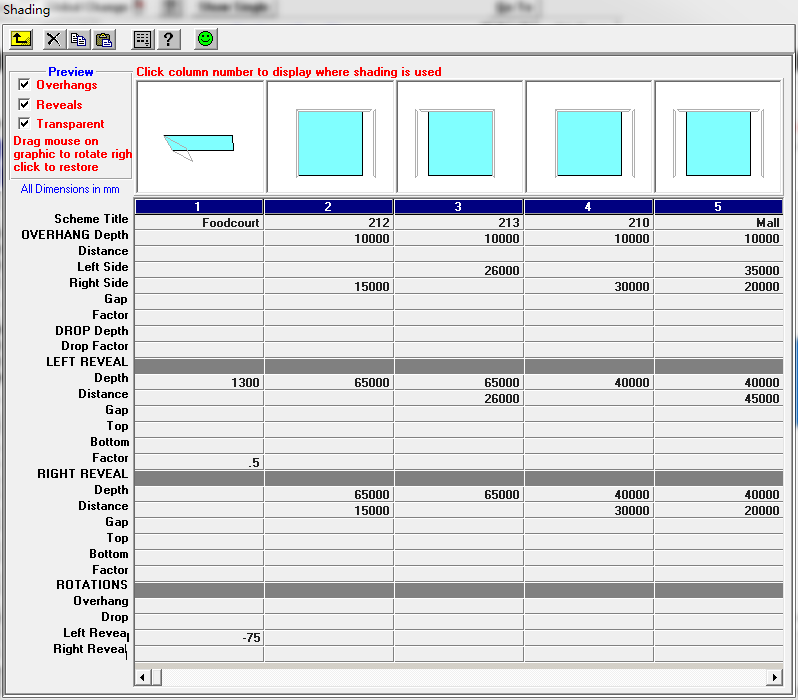 Shading
Preview
Click column number to display where shading is used
Overhangs
Reveals
Transparent
Drag mouse on
graphic to rotate righ
click to restore
All Dimensions in mm
1 2 3 4 5
Scheme Title Foodcourt 212 213 210 Mall
OVERHANG Depth 10000 10000 10000 10000
Distance
Left Side 26000 35000
Right Side 15000 30000 20000
Gap
Factor
DROP Depth
Drop Factor
LEFT REVEAL
Depth 1300 65000 65000 40000 40000
Distance 26000 45000
Gap
Top
Bottom
Factor .5
RIGHT REVEAL
Depth 65000 65000 40000 40000
Distance 15000 30000 20000
Gap
Top
Bottom
Factor
ROTATIONS
Overhang
Drop
Left Reveal -75
Right Reveal